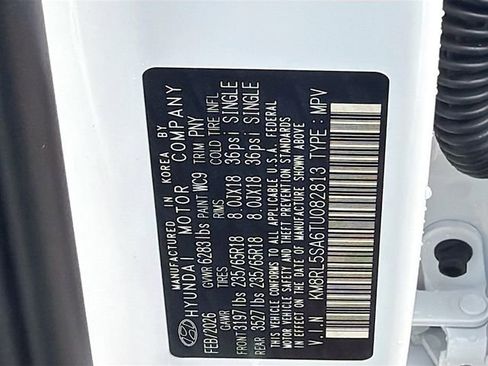 MANUFACTURED IN KOREA BY
HYUNDAI MOTOR COMPANY
FEB/2026 GVWR 6283lbs PAINT WC9 TRIM PNY
GAWR TIRES RIMS COLD TIRE INFL
FRONT 3197 lbs 235/65R18 8.0JX18 36psi SINGLE
REAR 3527 lbs 235/65R18 8.0JX18 36psi SINGLE
THIS VEHICLE CONFORMS TO ALL APPLICABLE U.S.A. FEDERAL
MOTOR VEHICLE SAFETY AND THEFT PREVENTION STANDARDS
IN EFFECT ON THE DATE OF MANUFACTURE SHOWN ABOVE.
V.I.N : KM8RL5SA6TU082813 TYPE : MPV